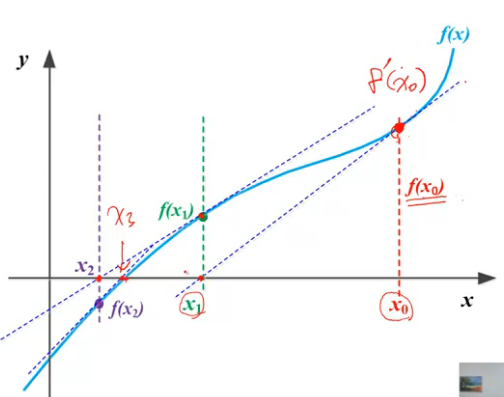 f(x)
y
f'(x₀)
f(x₀)
x₃
f(x₁)
x₂
f(x₂)
x₁
x₀
x